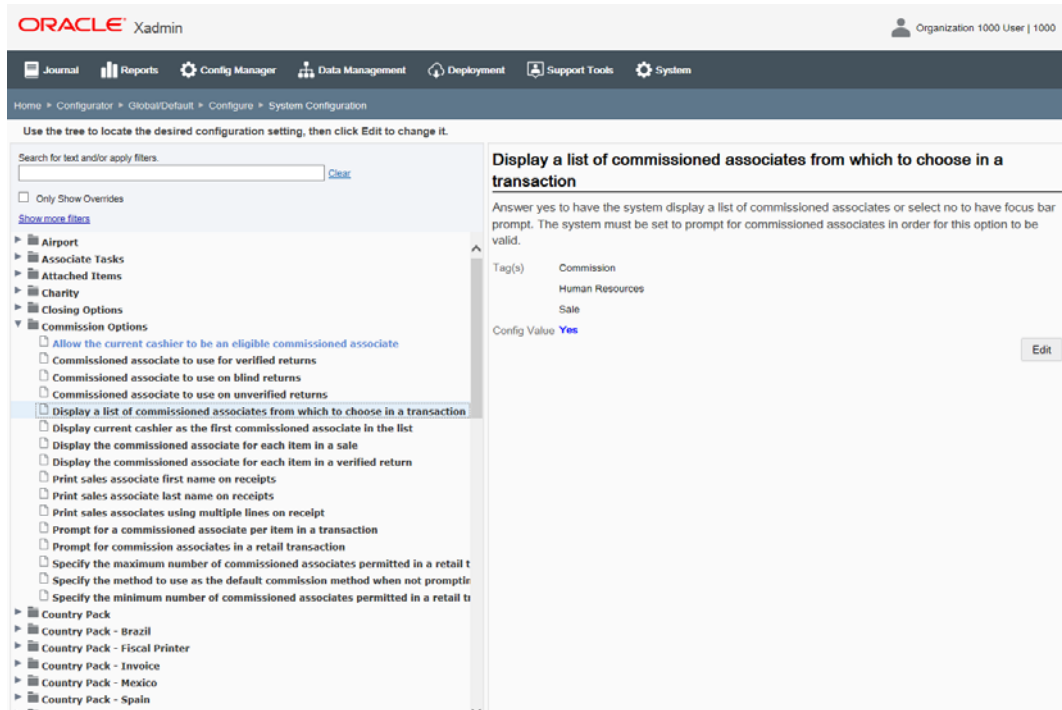 ORACLE Xadmin
Organization 1000 User | 1000
Journal Reports Config Manager Data Management Deployment Support Tools System
Home Configurator Global/Default Configure System Configuration
Use the tree to locate the desired configuration setting, then click Edit to change it.
Search for text and/or apply filters.
Clear
Only Show Overrides
Show more filters
Airport
Associate Tasks
Attached Items
Charity
Closing Options
Commission Options
Allow the current cashier to be an eligible commissioned associate
Commissioned associate to use for verified returns
Commissioned associate to use on blind returns
Commissioned associate to use on unverified returns
Display a list of commissioned associates from which to choose in a transaction
Display current cashier as the first commissioned associate in the list
Display the commissioned associate for each item in a sale
Display the commissioned associate for each item in a verified return
Print sales associate first name on receipts
Print sales associate last name on receipts
Print sales associates using multiple lines on receipt
Prompt for a commissioned associate per item in a transaction
Prompt for commission associates in a retail transaction
Specify the maximum number of commissioned associates permitted in a retail t
Specify the method to use as the default commission method when not promptin
Specify the minimum number of commissioned associates permitted in a retail tr
Country Pack
Country Pack - Brazil
Country Pack - Fiscal Printer
Country Pack - Invoice
Country Pack - Mexico
Country Pack - Spain
Display a list of commissioned associates from which to choose in a
transaction
Answer yes to have the system display a list of commissioned associates or select no to have focus bar
prompt. The system must be set to prompt for commissioned associates in order for this option to be
valid.
Tag(s) Commission
Human Resources
Sale
Config Value Yes
Edit